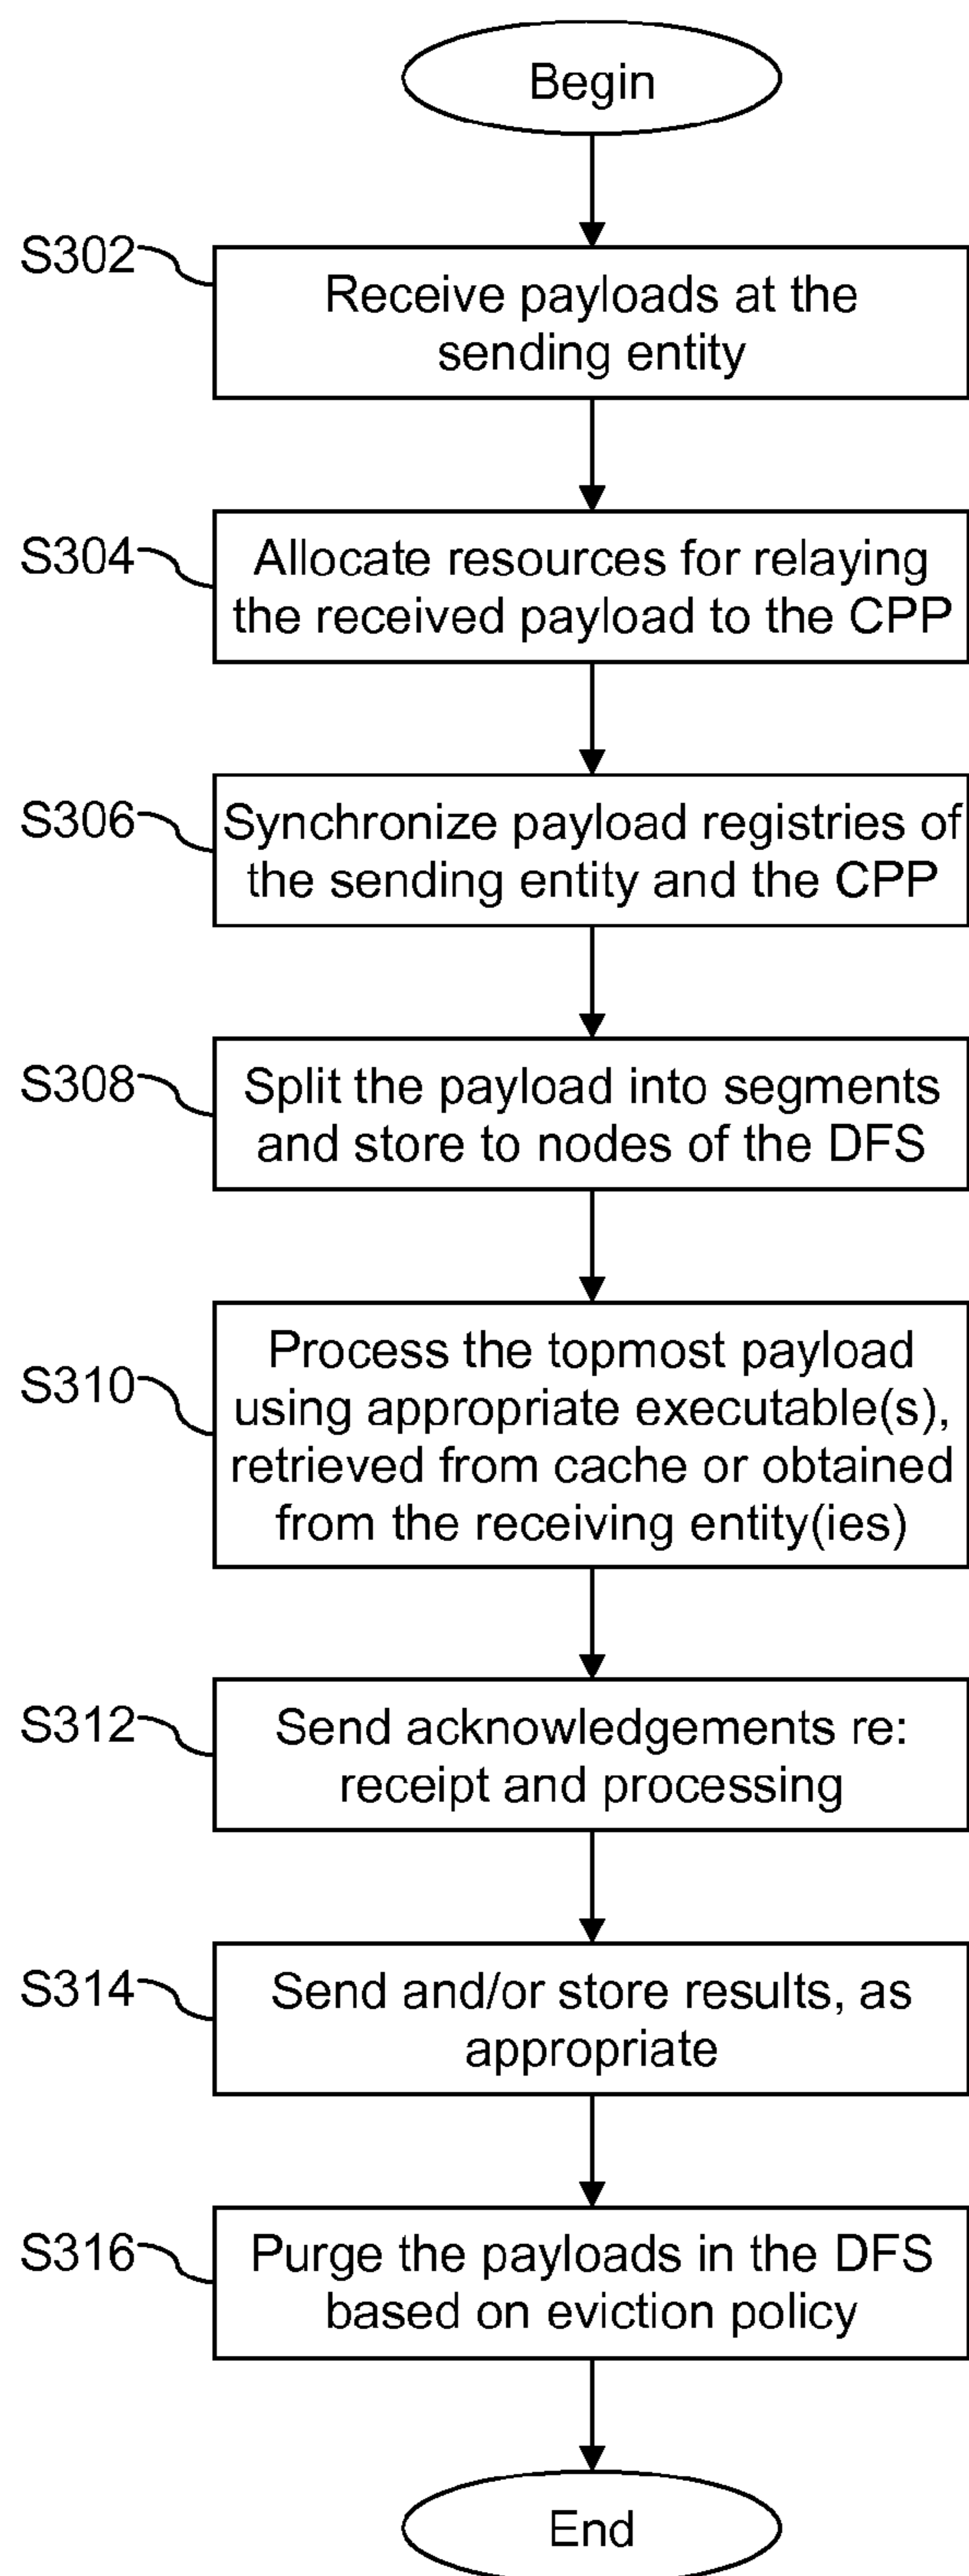 Begin
S302
Receive payloads at the
sending entity
S304
Allocate resources for relaying
the received payload to the CPP
S306
Synchronize payload registries of
the sending entity and the CPP
S308
Split the payload into segments
and store to nodes of the DFS
S310
Process the topmost payload
using appropriate executable(s),
retrieved from cache or obtained
from the receiving entity(ies)
S312
Send acknowledgements re:
receipt and processing
S314
Send and/or store results, as
appropriate
S316
Purge the payloads in the DFS
based on eviction policy
End